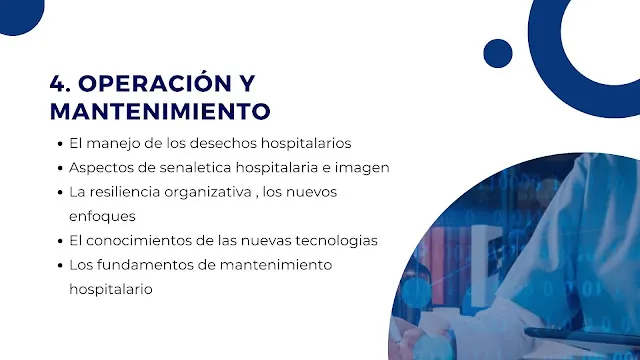 4. OPERACIÓN Y
MANTENIMIENTO
El manejo de los desechos hospitalarios
Aspectos de senaletica hospitalaria e imagen
La resiliencia organizativa , los nuevos
enfoques
El conocimientos de las nuevas tecnologias
Los fundamentos de mantenimiento
hospitalario